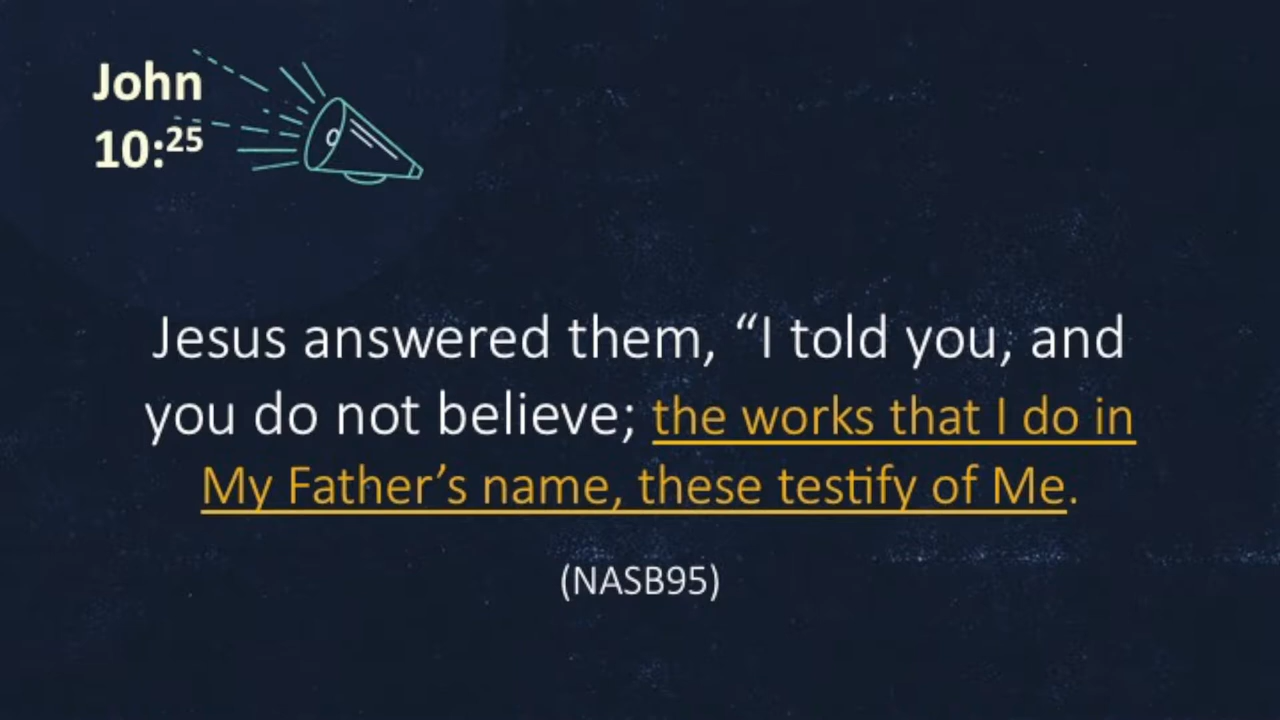 John
10:25
Jesus answered them, “I told you, and
you do not believe; the works that I do in
My Father’s name, these testify of Me.
(NASB95)